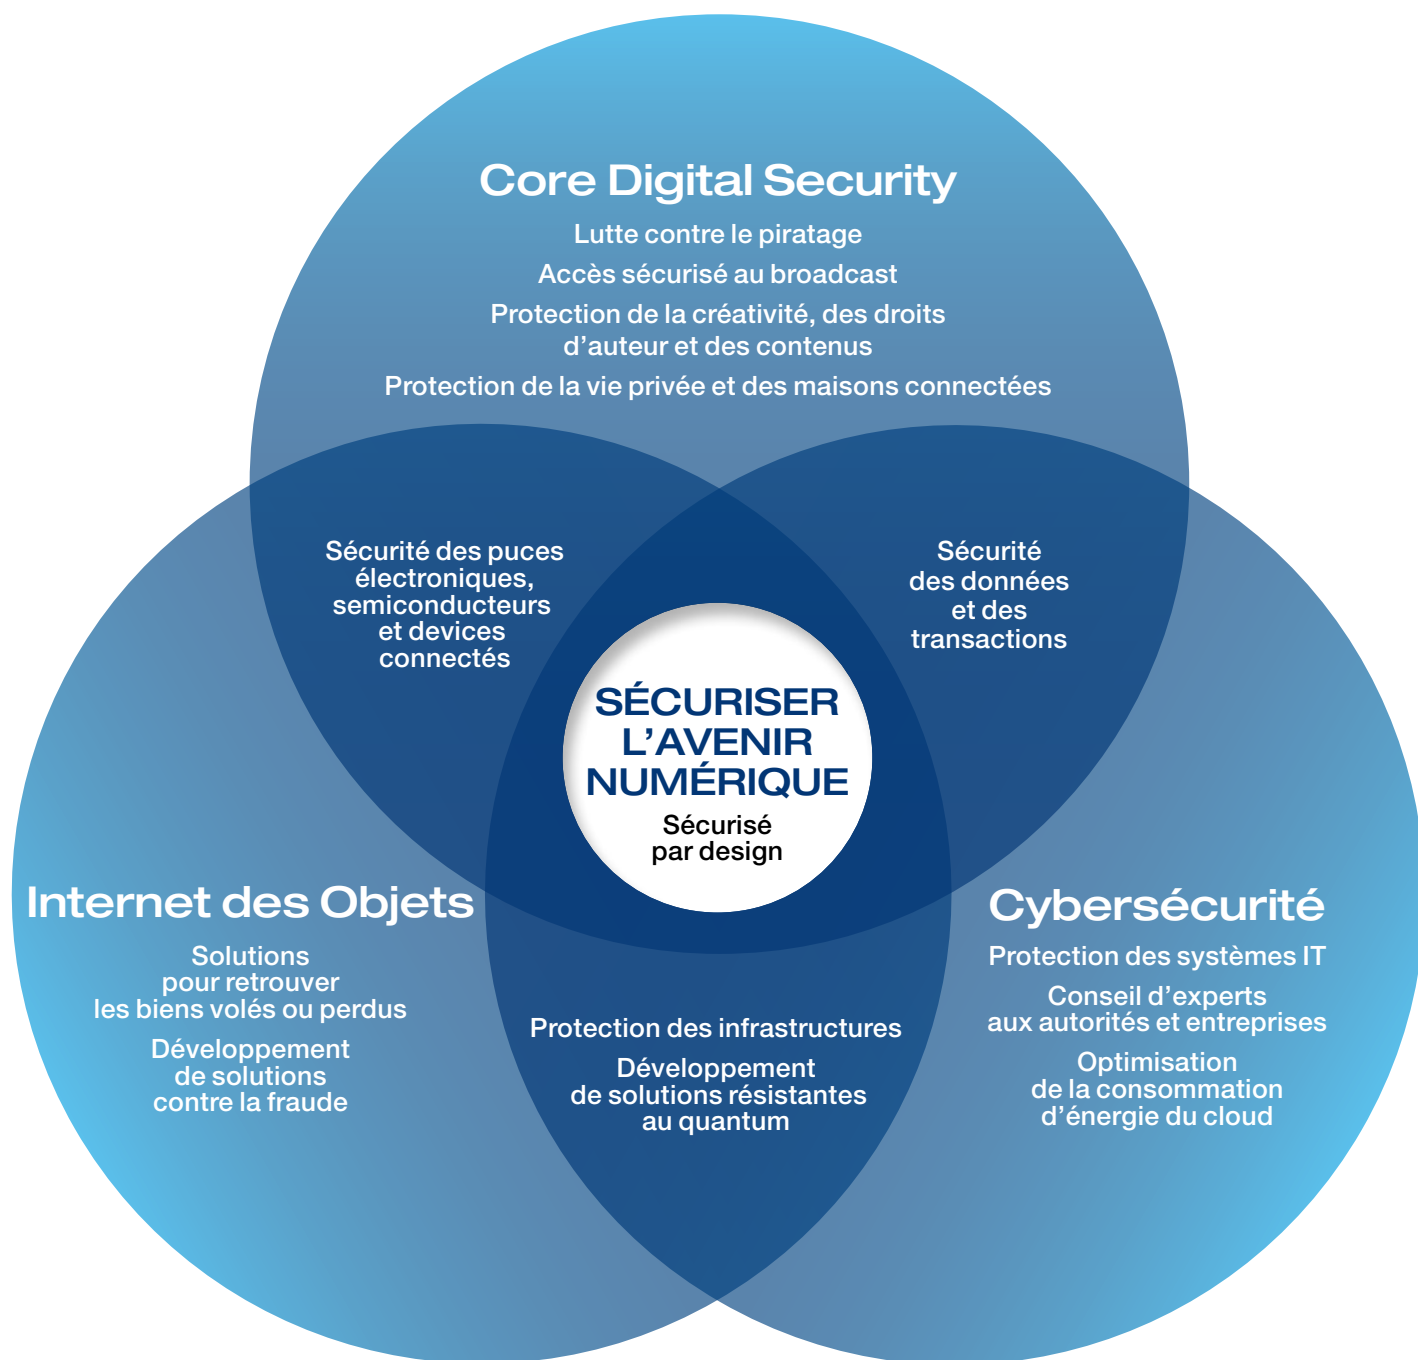 Core Digital Security
Lutte contre le piratage
Accès sécurisé au broadcast
Protection de la créativité, des droits
d’auteur et des contenus
Protection de la vie privée et des maisons connectées
Sécurité des puces
électroniques,
semiconducteurs
et devices
connectés
Sécurité
des données
et des
transactions
SÉCURISER
L’AVENIR
NUMÉRIQUE
Sécurisé
par design
Internet des Objets
Solutions
pour retrouver
les biens volés ou perdus
Développement
de solutions
contre la fraude
Protection des infrastructures
Développement
de solutions résistantes
au quantum
Cybersécurité
Protection des systèmes IT
Conseil d’experts
aux autorités et entreprises
Optimisation
de la consommation
d’énergie du cloud